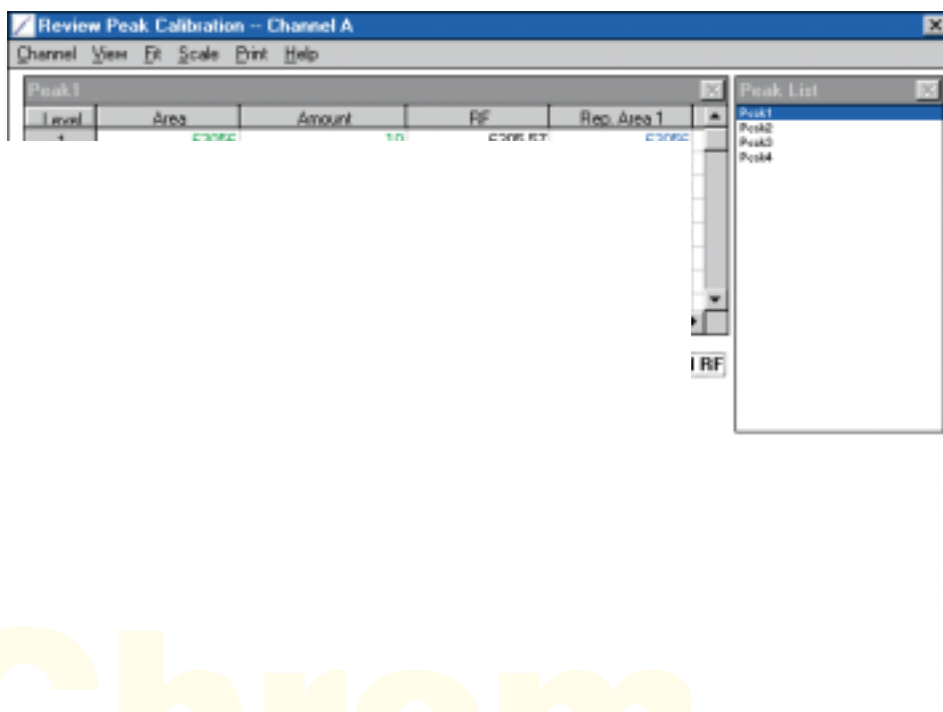 Review Peak Calibration -- Channel A
Channel View Fit Scale Print Help
Peak1
Level Area Amount RF Rep. Area 1
Peak List
Peak1
Peak2
Peak3
Peak4
RF
Chrom